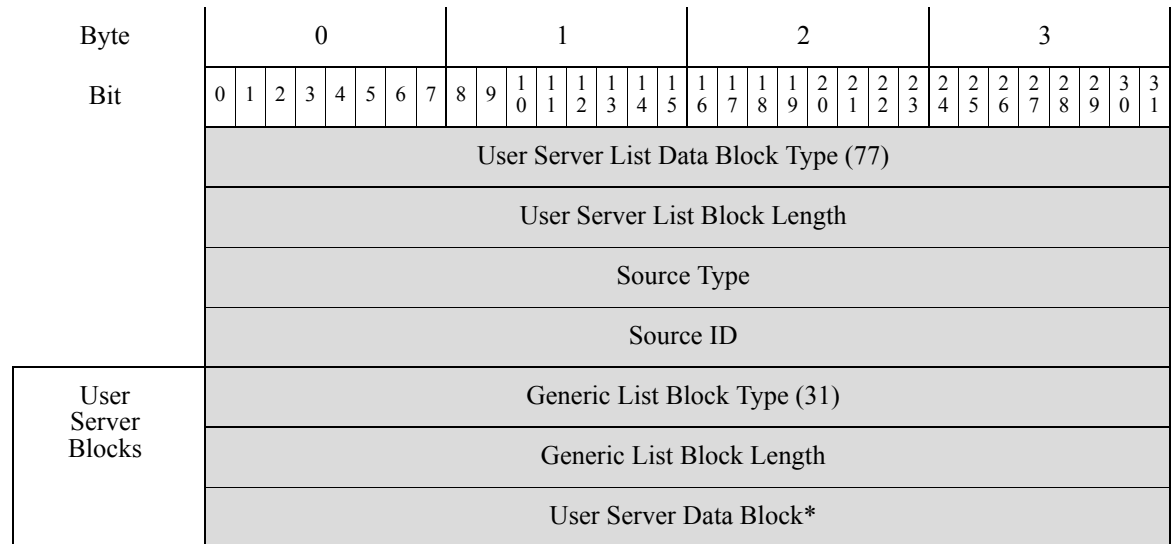 Byte 0 1 2 3
Bit 0 1 2 3 4 5 6 7 8 9 10 11 12 13 14 15 16 17 18 19 20 21 22 23 24 25 26 27 28 29 30 31
User Server List Data Block Type (77)
User Server List Block Length
Source Type
Source ID
User
Server
Blocks
Generic List Block Type (31)
Generic List Block Length
User Server Data Block*